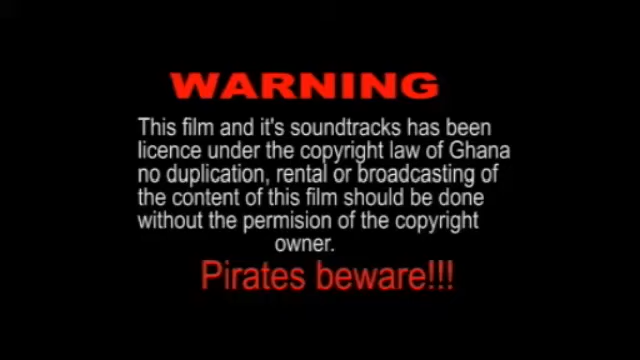 WARNING
This film and it's soundtracks has been
licence under the copyright law of Ghana
no duplication, rental or broadcasting of
the content of this film should be done
without the permision of the copyright
owner.
Pirates beware!!!